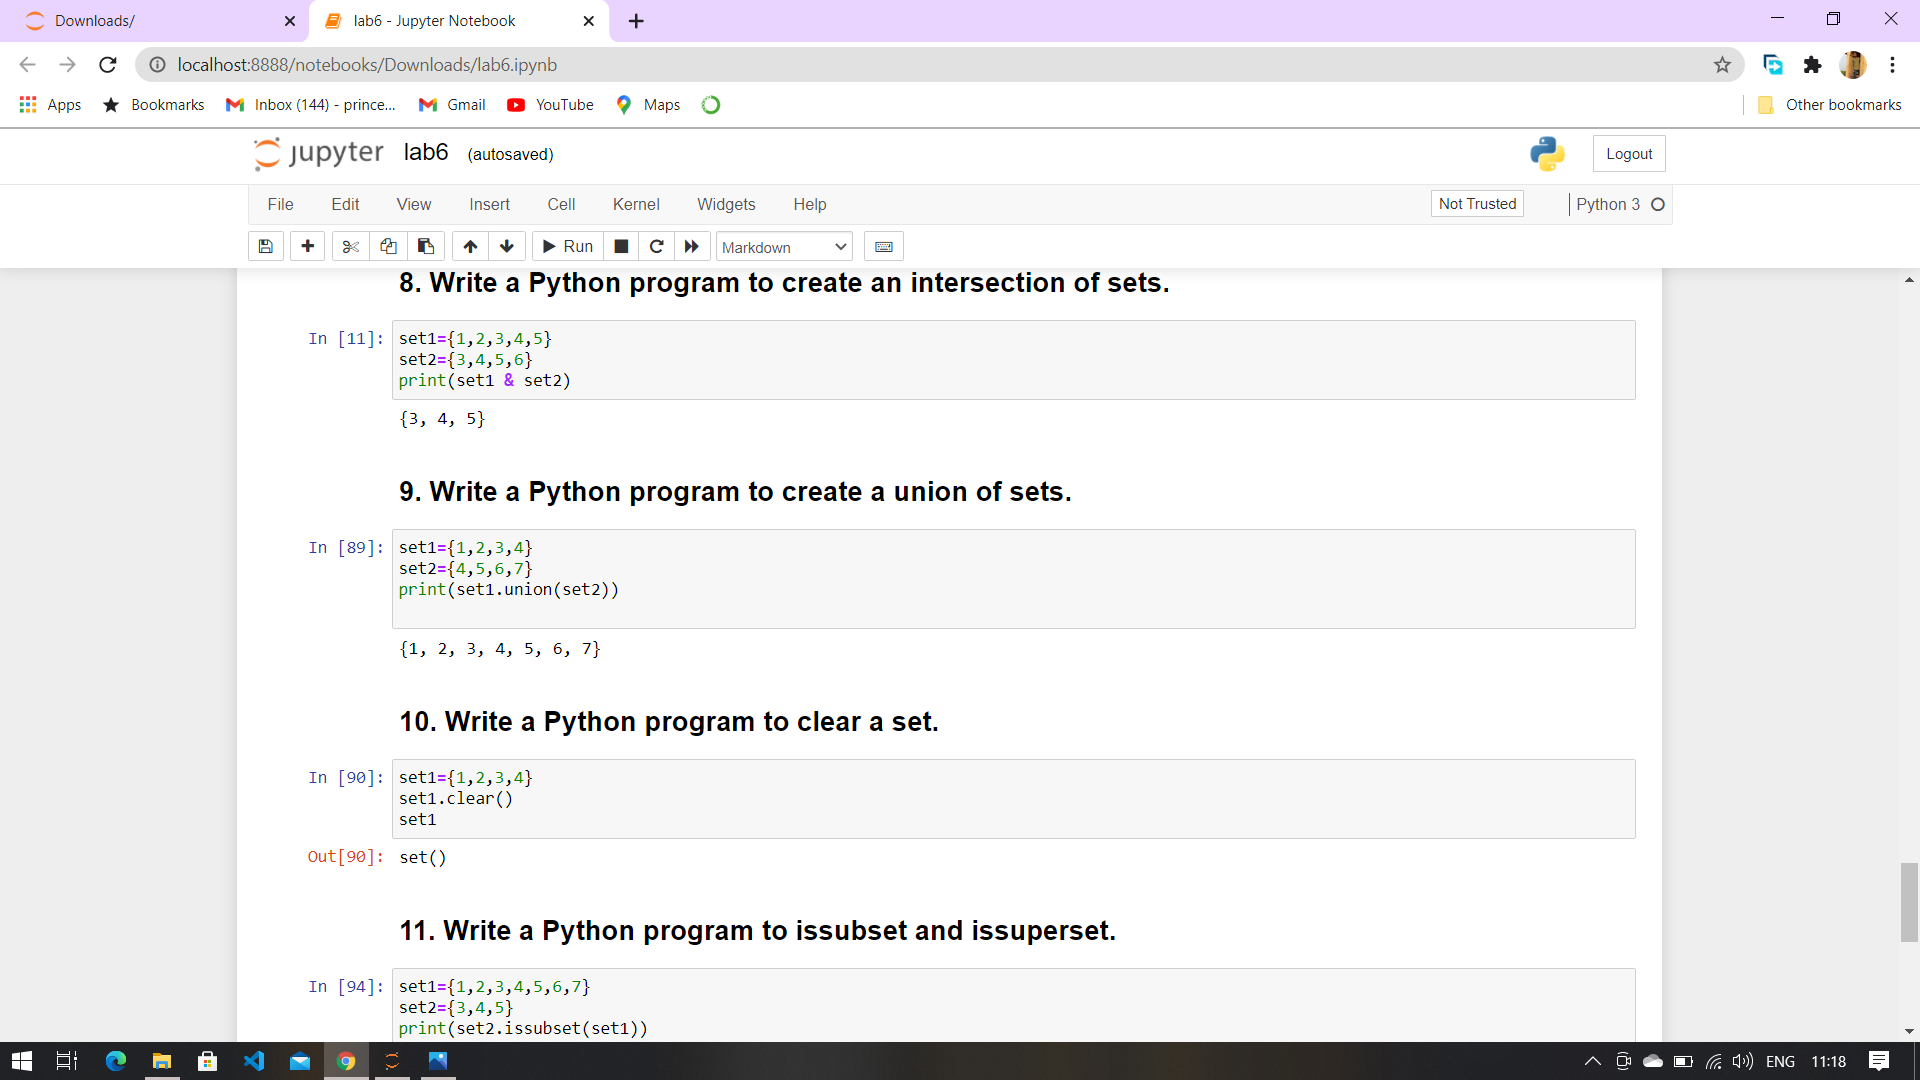 Downloads/
lab6 - Jupyter Notebook
localhost:8888/notebooks/Downloads/lab6.ipynb
Apps Bookmarks Inbox (144) - prince... Gmail YouTube Maps Other bookmarks
jupyter lab6 (autosaved) Logout
File Edit View Insert Cell Kernel Widgets Help Not Trusted Python 3
Run Markdown
8. Write a Python program to create an intersection of sets.
In [11]: set1={1,2,3,4,5}
set2={3,4,5,6}
print(set1 & set2)
{3, 4, 5}
9. Write a Python program to create a union of sets.
In [89]: set1={1,2,3,4}
set2={4,5,6,7}
print(set1.union(set2))
{1, 2, 3, 4, 5, 6, 7}
10. Write a Python program to clear a set.
In [90]: set1={1,2,3,4}
set1.clear()
set1
Out[90]: set()
11. Write a Python program to issubset and issuperset.
In [94]: set1={1,2,3,4,5,6,7}
set2={3,4,5}
print(set2.issubset(set1))
ENG 11:18